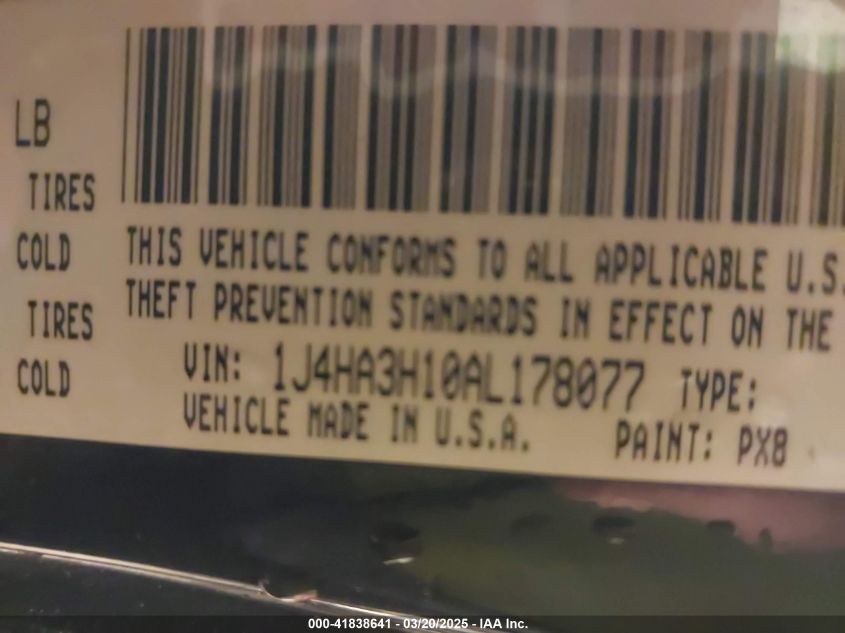 LB
TIRES
COLD
TIRES
COLD
THIS VEHICLE CONFORMS TO ALL APPLICABLE U.S.
THEFT PREVENTION STANDARDS IN EFFECT ON THE
VIN: 1J4HA3H10AL178077 TYPE:
VEHICLE MADE IN U.S.A. PAINT: PX8
000-41838641 - 03/20/2025 - IAA Inc.